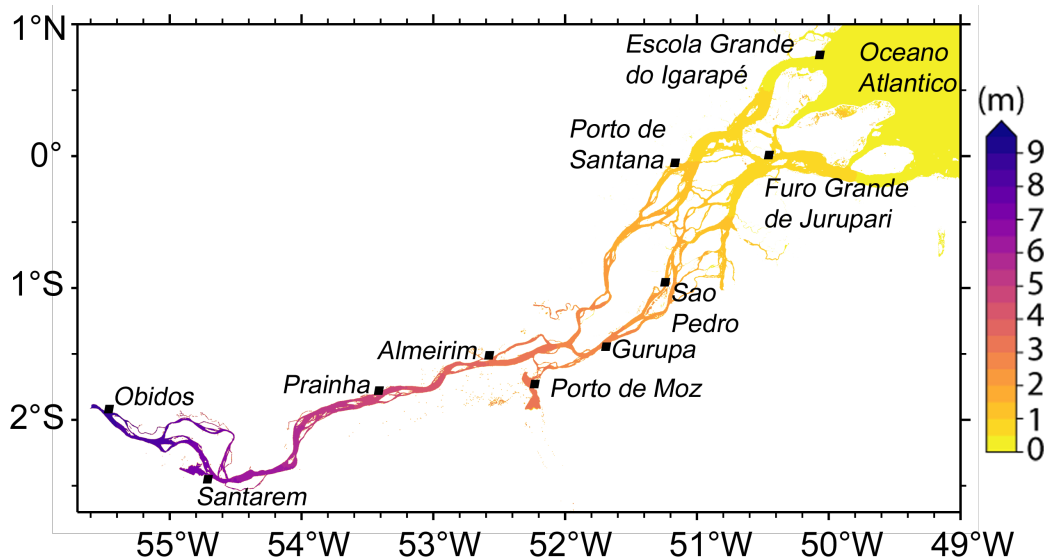 1°N
Escola Grande
do Igarapé
Oceano
Atlantico
(m)
Porto de
Santana
0°
9
8
7
6
5
4
3
2
1
0
Furo Grande
de Jurupari
1°S
Sao
Pedro
Almeirim
Gurupa
Prainha
Porto de Moz
Obidos
2°S
Santarem
55°W
54°W
53°W
52°W
51°W
50°W
49°W